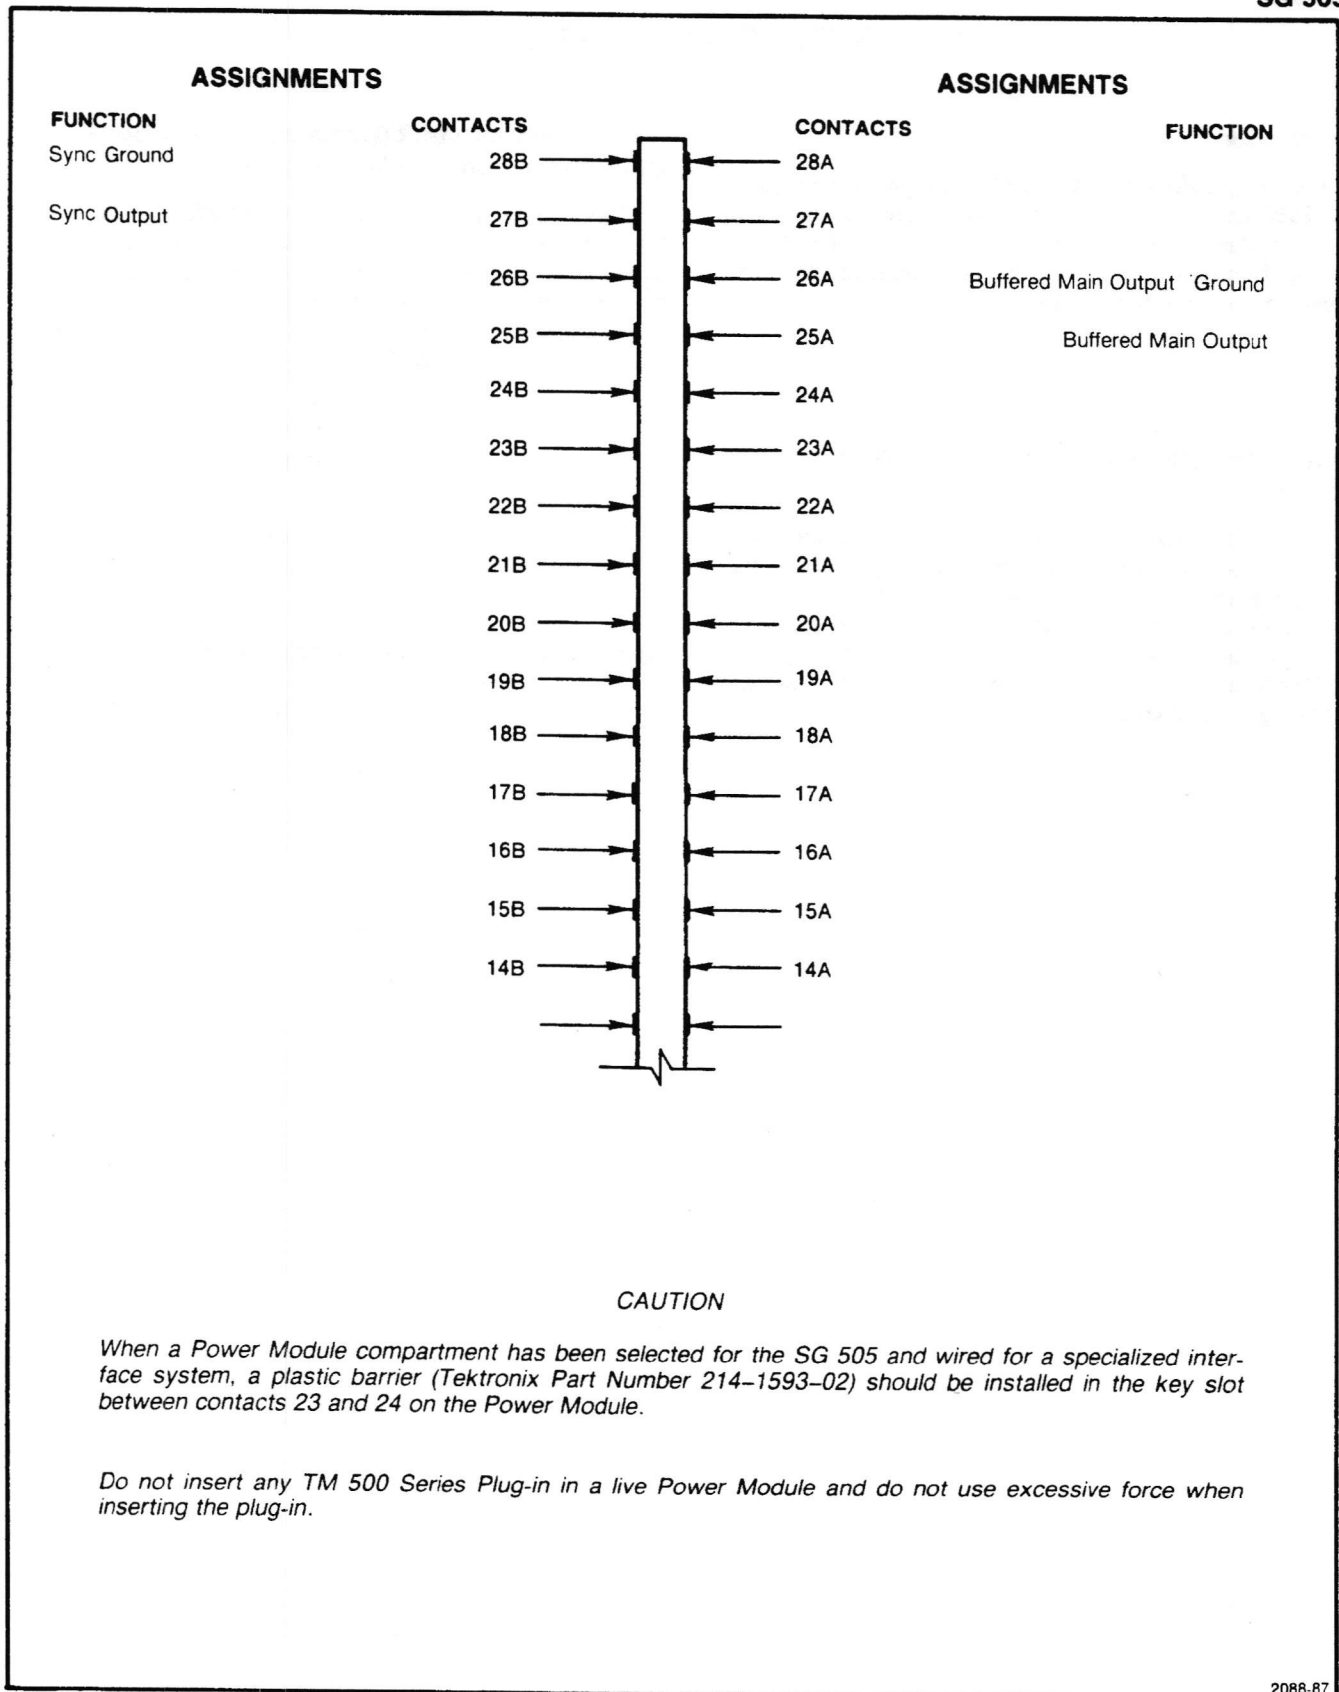 SG 505
ASSIGNMENTS ASSIGNMENTS
FUNCTION CONTACTS CONTACTS FUNCTION
Sync Ground 28B 28A
Sync Output 27B 27A
26B 26A Buffered Main Output Ground
25B 25A Buffered Main Output
24B 24A
23B 23A
22B 22A
21B 21A
20B 20A
19B 19A
18B 18A
17B 17A
16B 16A
15B 15A
14B 14A
CAUTION
When a Power Module compartment has been selected for the SG 505 and wired for a specialized inter-
face system, a plastic barrier (Tektronix Part Number 214–1593–02) should be installed in the key slot
between contacts 23 and 24 on the Power Module.
Do not insert any TM 500 Series Plug-in in a live Power Module and do not use excessive force when
inserting the plug-in.
2088-87